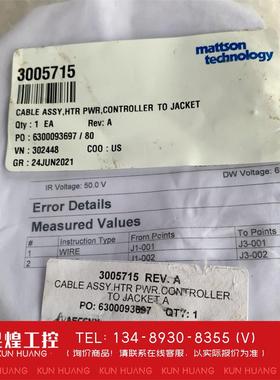 3005715
mattson
technology
CABLE ASSY,HTR PWR,CONTROLLER TO JACKET
Qty : 1 EA Rev: A
PO : 6300093697 / 80
VN : 302448 COO : US
GR : 24JUN2021
IR Voltage: 50.0 V
DW Voltage: 6
Error Details
Measured Values
# Instruction Type From Points To Points
1 WIRE J1-001 J3-001
2 J1-002 J3-002
3005715 REV. A
CABLE ASSY,HTR PWR,CONTROLLER
TO JACKET,A
PO: 6300093697 QTY: 1
昆煌工控
KUN HUANG
134-8930-8355 (V)
(询价商品) 请联系在线客服，以实价为准
KUN HUANG KUN HUANG KUN HUANG KUN HUANG